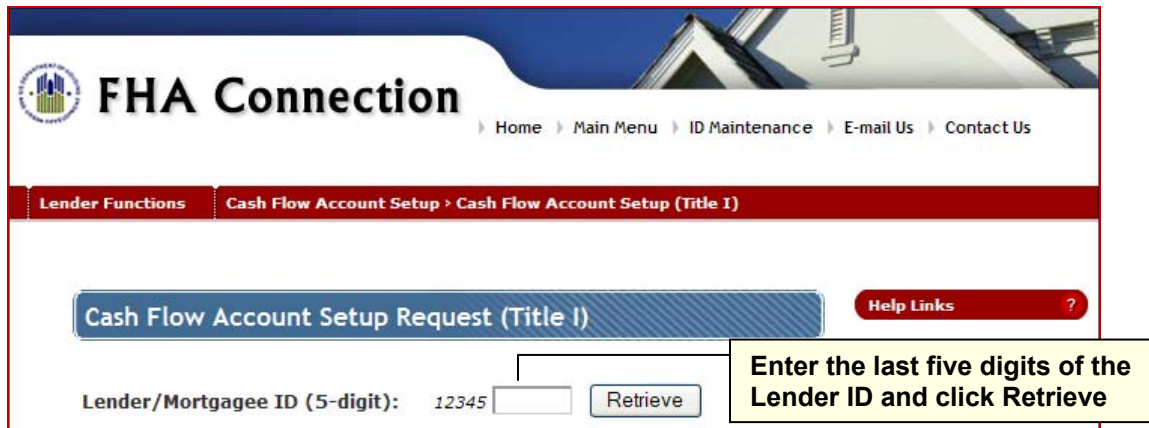 FHA Connection
Home Main Menu ID Maintenance E-mail Us Contact Us
Lender Functions Cash Flow Account Setup > Cash Flow Account Setup (Title I)
Cash Flow Account Setup Request (Title I)
Help Links ?
Enter the last five digits of the
Lender ID and click Retrieve
Lender/Mortgagee ID (5-digit): 12345 Retrieve